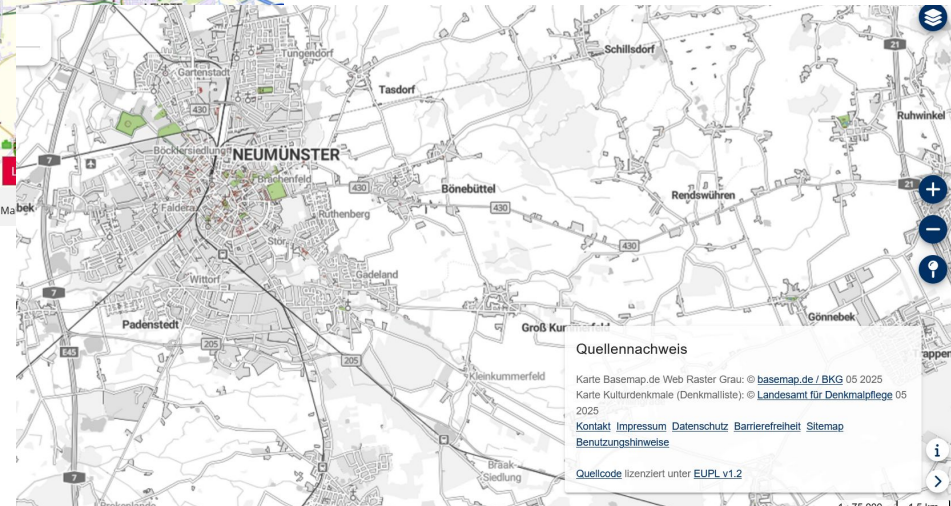 Tungendorf
Schillsdorf
21
Gartenstadt
Tasdorf
430
Ruhwinkel
Böcklersiedlung
NEUMÜNSTER
7
L
Brachenfeld
430
Bönebüttel
21
Rendswühren
Ma
bek
Faldera
Ruthenberg
430
430
Stör
Wittorf
Gadeland
7
Gönnebek
Padenstedt
Groß Kummerfeld
205
E45
205
Kleinkummerfeld
Quellennachweis
Karte Basemap.de Web Raster Grau: © basemap.de / BKG 05 2025
Karte Kulturdenkmale (Denkmalliste): © Landesamt für Denkmalpflege 05
2025
Kontakt Impressum Datenschutz Barrierefreiheit Sitemap
Benutzungshinweise
Quellcode lizenziert unter EUPL v1.2
Braak
Siedlung
7
i